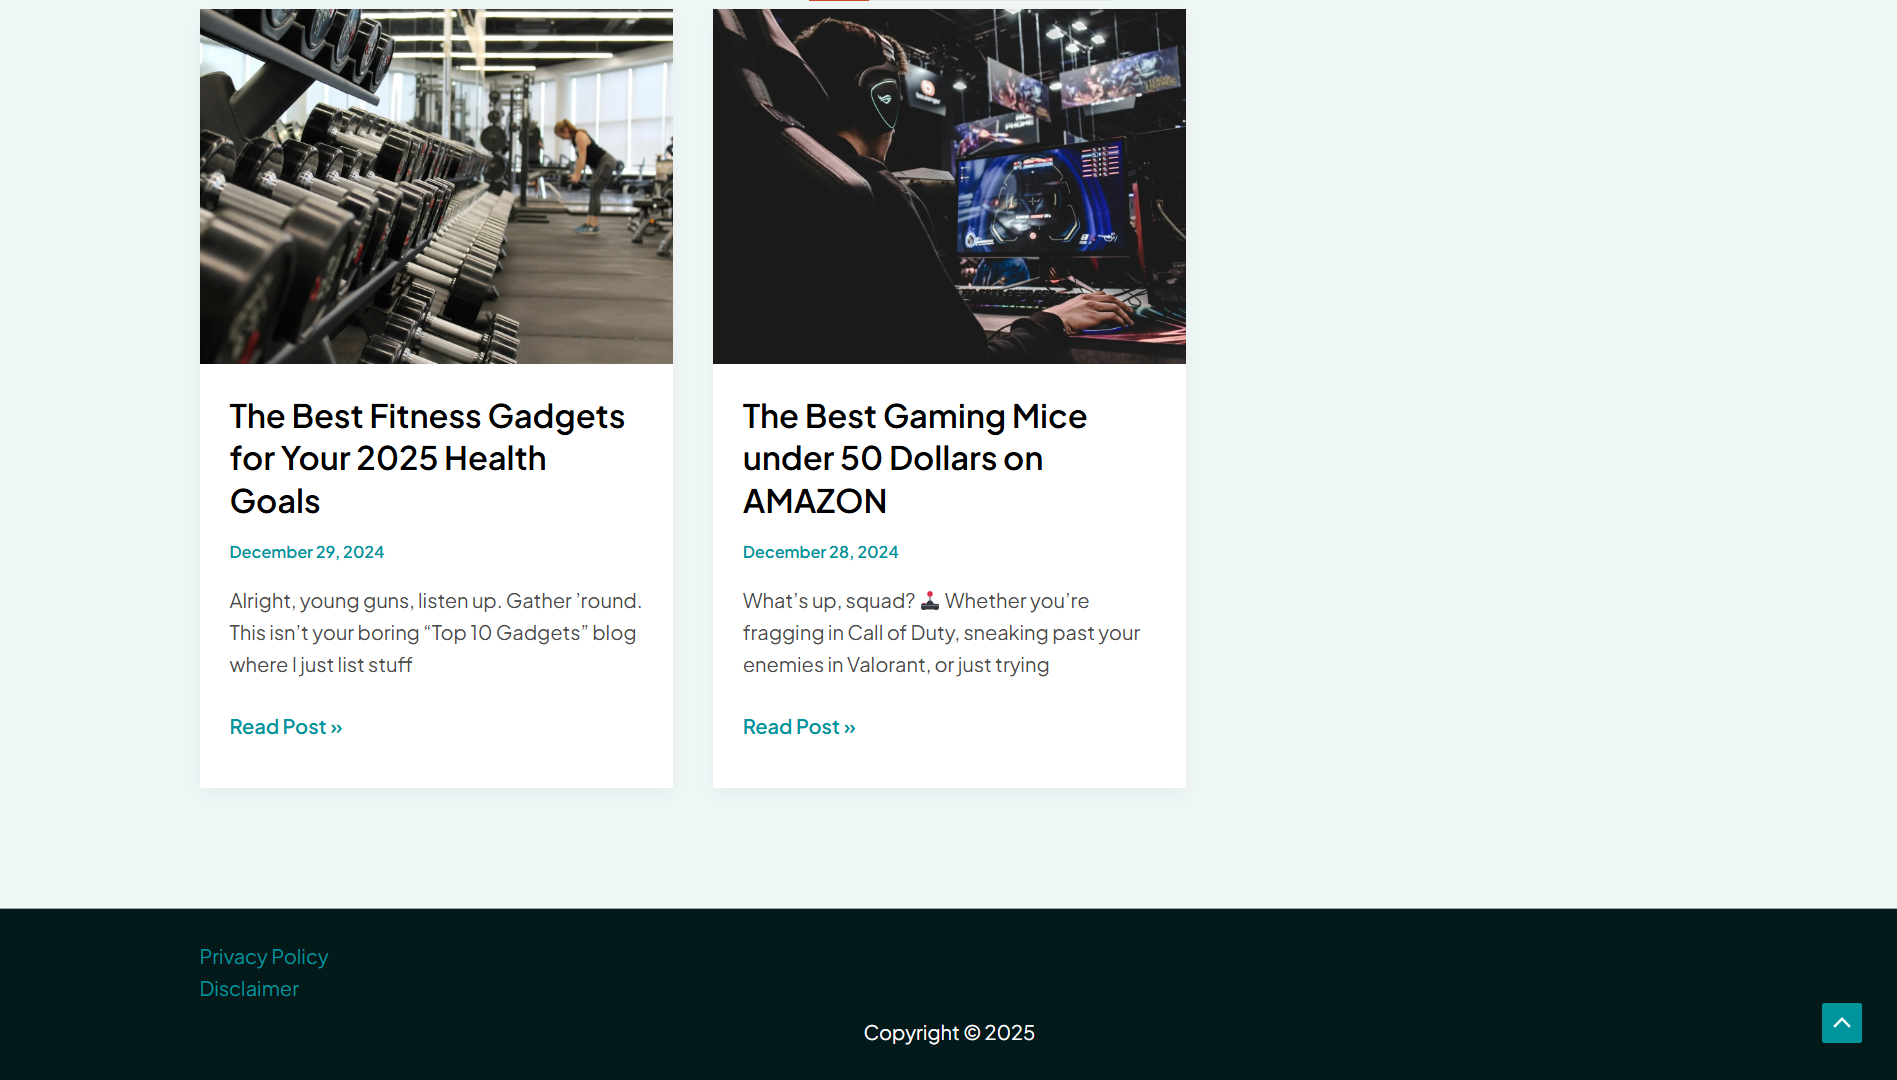 The Best Fitness Gadgets
for Your 2025 Health
Goals
December 29, 2024
Alright, young guns, listen up. Gather ’round.
This isn’t your boring “Top 10 Gadgets” blog
where I just list stuff
Read Post »
The Best Gaming Mice
under 50 Dollars on
AMAZON
December 28, 2024
What’s up, squad? 🕹️ Whether you’re
fragging in Call of Duty, sneaking past your
enemies in Valorant, or just trying
Read Post »
Privacy Policy
Disclaimer
Copyright © 2025